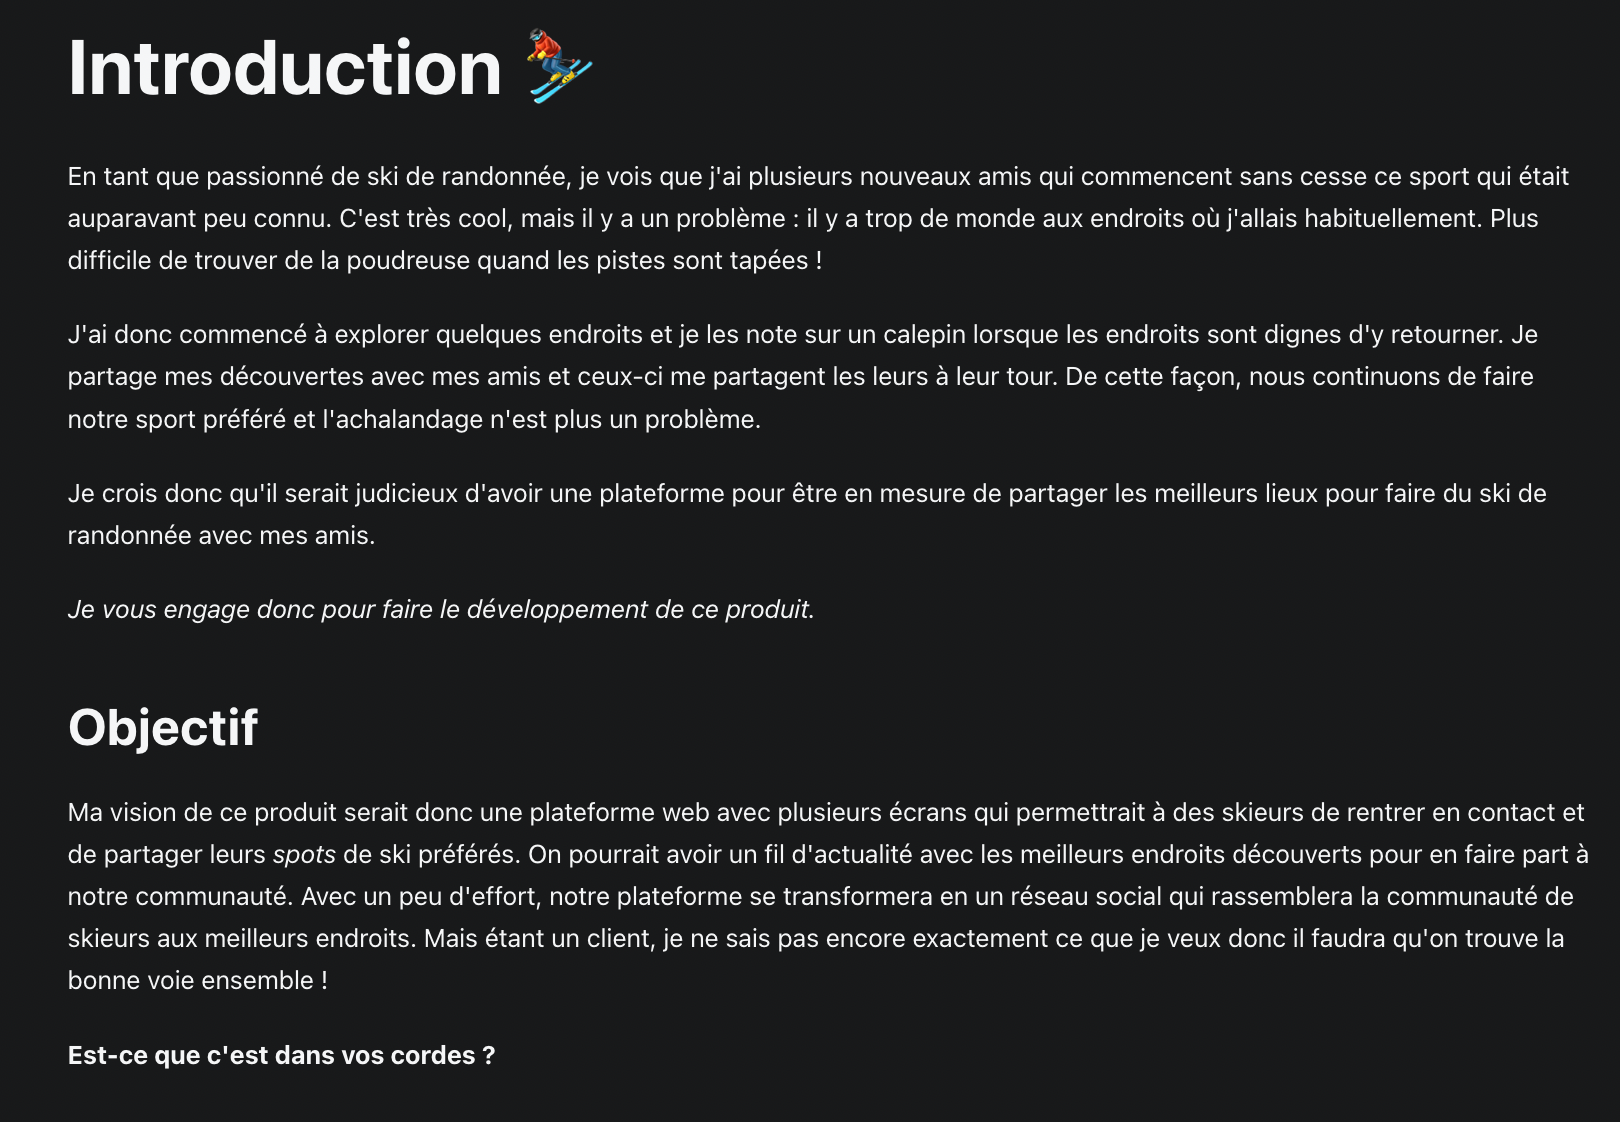 Introduction ⛷️
En tant que passionné de ski de randonnée, je vois que j'ai plusieurs nouveaux amis qui commencent sans cesse ce sport qui était
auparavant peu connu. C'est très cool, mais il y a un problème : il y a trop de monde aux endroits où j'allais habituellement. Plus
difficile de trouver de la poudreuse quand les pistes sont tapées !
J'ai donc commencé à explorer quelques endroits et je les note sur un calepin lorsque les endroits sont dignes d'y retourner. Je
partage mes découvertes avec mes amis et ceux-ci me partagent les leurs à leur tour. De cette façon, nous continuons de faire
notre sport préféré et l'achalandage n'est plus un problème.
Je crois donc qu'il serait judicieux d'avoir une plateforme pour être en mesure de partager les meilleurs lieux pour faire du ski de
randonnée avec mes amis.
Je vous engage donc pour faire le développement de ce produit.
Objectif
Ma vision de ce produit serait donc une plateforme web avec plusieurs écrans qui permettrait à des skieurs de rentrer en contact et
de partager leurs spots de ski préférés. On pourrait avoir un fil d'actualité avec les meilleurs endroits découverts pour en faire part à
notre communauté. Avec un peu d'effort, notre plateforme se transformera en un réseau social qui rassemblera la communauté de
skieurs aux meilleurs endroits. Mais étant un client, je ne sais pas encore exactement ce que je veux donc il faudra qu'on trouve la
bonne voie ensemble !
Est-ce que c'est dans vos cordes ?